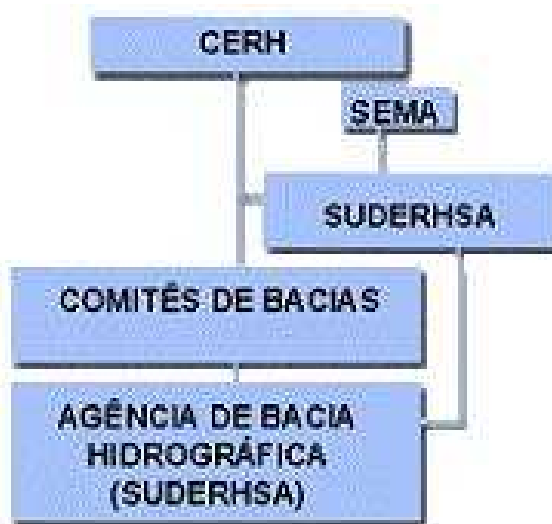 CERH
SEMA
SUDERHSA
COMITÊS DE BACIAS
AGÊNCIA DE BACIA
HIDROGRÁFICA
(SUDERHSA)